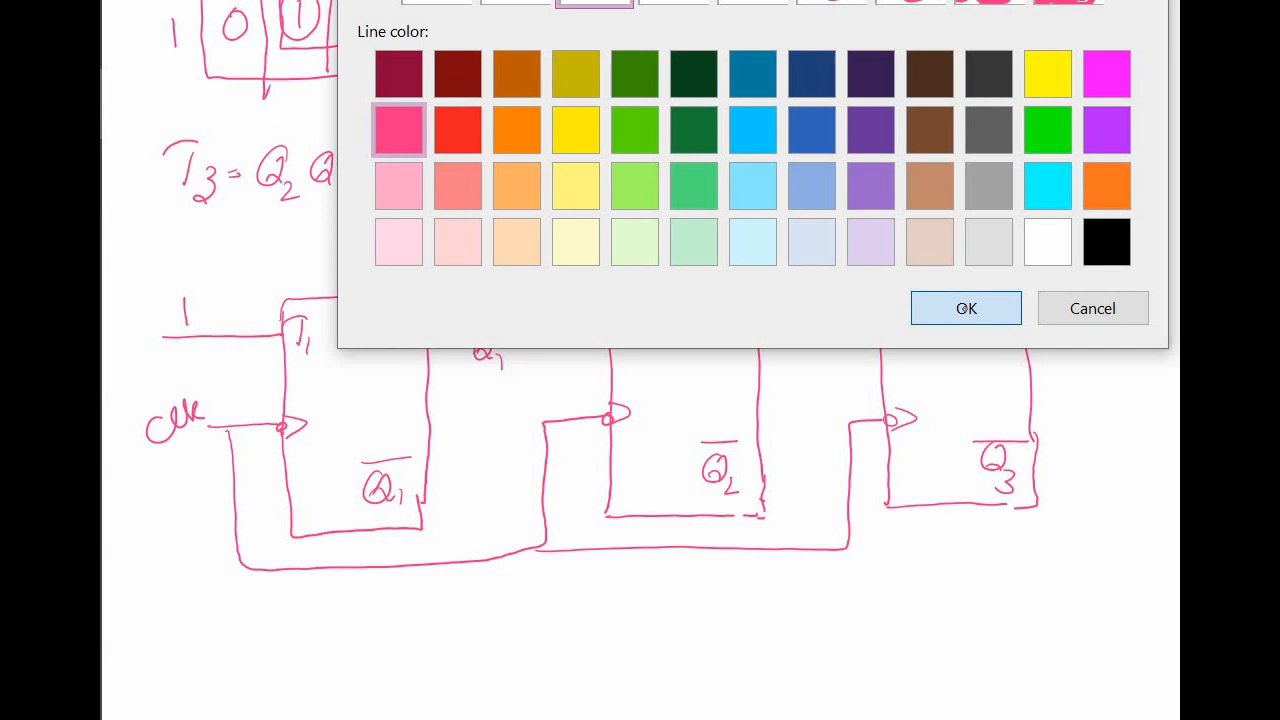 Line color:
1 0 1
T3 = Q2 Q
OK Cancel
1
T1
Q1
Clk
Q̅1
Q̅2
Q̅3